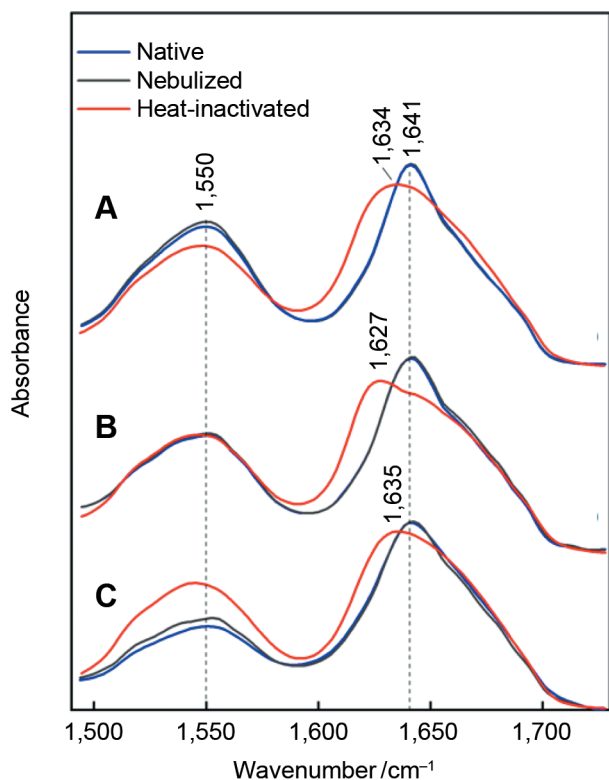 Native
Nebulized
Heat-inactivated
1,634
1,641
1,550
A
1,627
B
1,635
C
Absorbance
1,500
1,550
1,600
1,650
1,700
Wavenumber /cm⁻¹